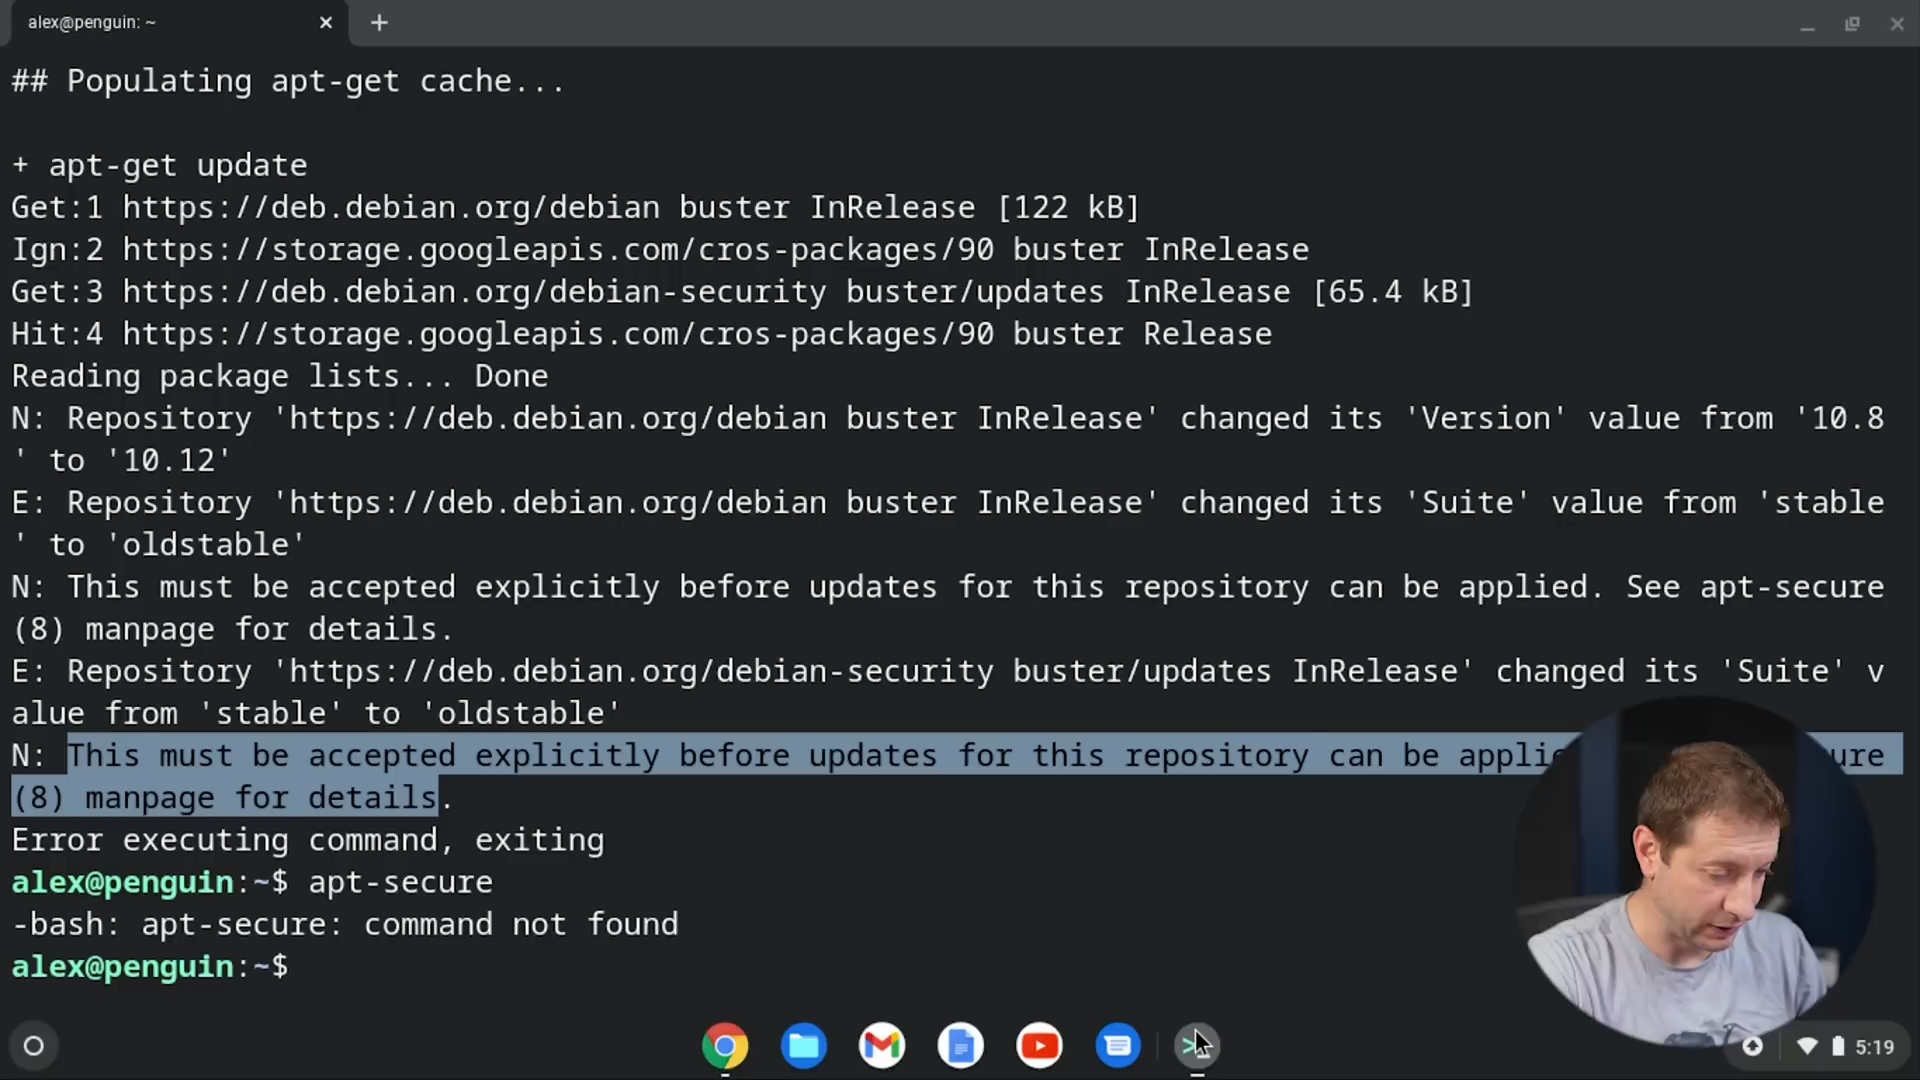 alex@penguin: ~
## Populating apt-get cache...
+ apt-get update
Get:1 https://deb.debian.org/debian buster InRelease [122 kB]
Ign:2 https://storage.googleapis.com/cros-packages/90 buster InRelease
Get:3 https://deb.debian.org/debian-security buster/updates InRelease [65.4 kB]
Hit:4 https://storage.googleapis.com/cros-packages/90 buster Release
Reading package lists... Done
N: Repository 'https://deb.debian.org/debian buster InRelease' changed its 'Version' value from '10.8
' to '10.12'
E: Repository 'https://deb.debian.org/debian buster InRelease' changed its 'Suite' value from 'stable
' to 'oldstable'
N: This must be accepted explicitly before updates for this repository can be applied. See apt-secure
(8) manpage for details.
E: Repository 'https://deb.debian.org/debian-security buster/updates InRelease' changed its 'Suite' v
alue from 'stable' to 'oldstable'
N: This must be accepted explicitly before updates for this repository can be applie ure
(8) manpage for details.
Error executing command, exiting
alex@penguin:~$ apt-secure
-bash: apt-secure: command not found
alex@penguin:~$
5:19